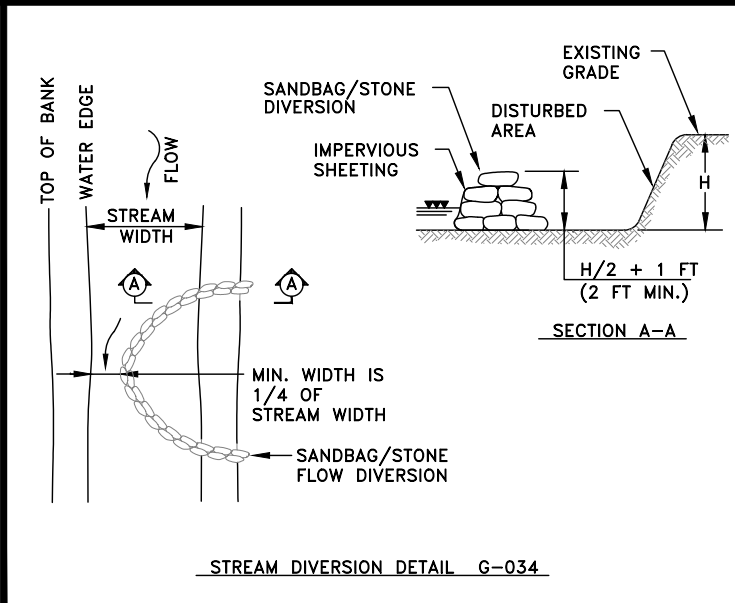 TOP OF BANK
WATER EDGE
FLOW
STREAM
WIDTH
A
A
MIN. WIDTH IS
1/4 OF
STREAM WIDTH
SANDBAG/STONE
FLOW DIVERSION
SANDBAG/STONE
DIVERSION
IMPERVIOUS
SHEETING
EXISTING
GRADE
DISTURBED
AREA
H
H/2 + 1 FT
(2 FT MIN.)
SECTION A-A
STREAM DIVERSION DETAIL G-034